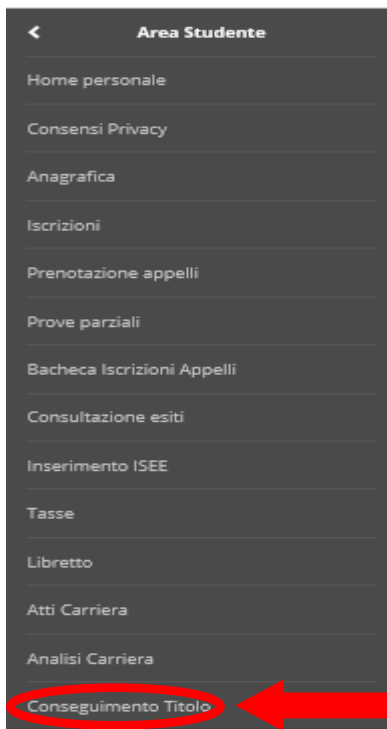 Area Studente
Home personale
Consensi Privacy
Anagrafica
Iscrizioni
Prenotazione appelli
Prove parziali
Bacheca Iscrizioni Appelli
Consultazione esiti
Inserimento ISEE
Tasse
Libretto
Atti Carriera
Analisi Carriera
Conseguimento Titolo